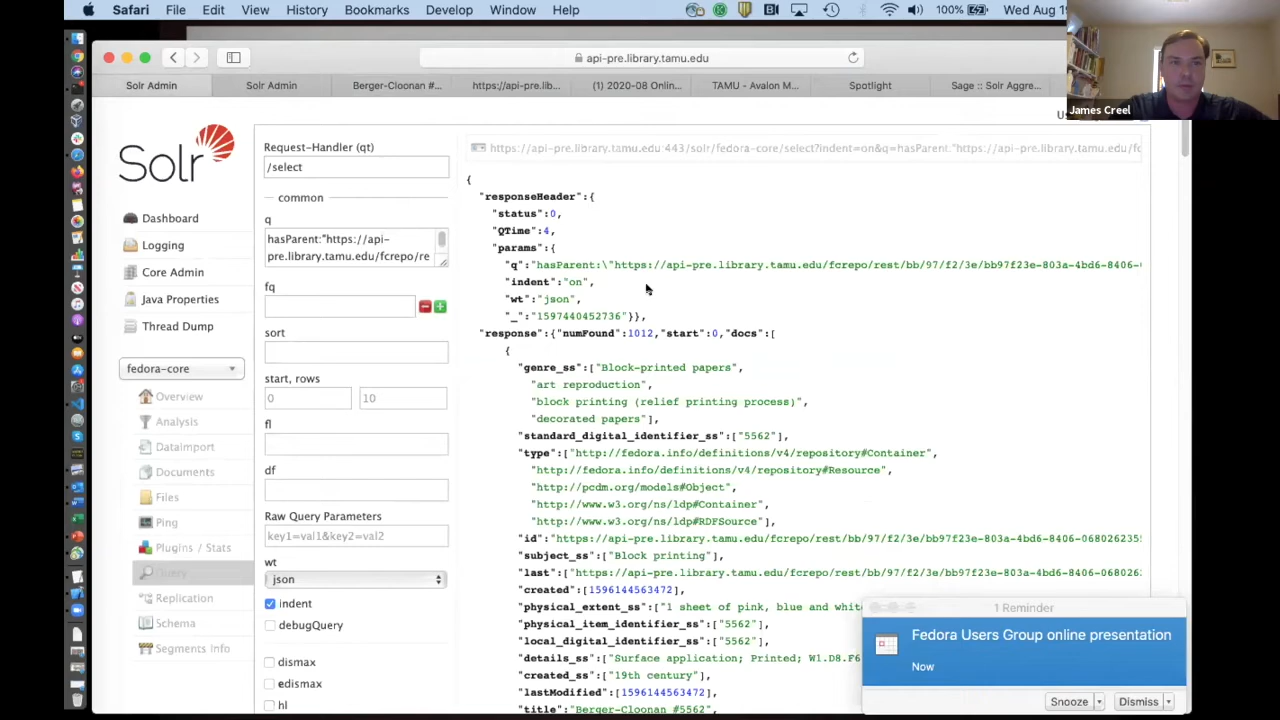 Safari File Edit View History Bookmarks Develop Window Help 100% Wed Aug 19
api-pre.library.tamu.edu
Solr Admin Solr Admin Berger-Cloonan #... https://api-pre.lib... (1) 2020-08 Onlin... TAMU - Avalon M... Spotlight Sage :: Solr Aggre...
James Creel
Solr
Dashboard
Logging
Core Admin
Java Properties
Thread Dump
fedora-core
Overview
Analysis
Dataimport
Documents
Files
Ping
Plugins / Stats
Query
Replication
Schema
Segments Info
Request-Handler (qt)
/select
common
q
hasParent:"https://api-
pre.library.tamu.edu/fcrepo/re
fq
sort
start, rows
0 10
fl
df
Raw Query Parameters
key1=val1&key2=val2
wt
json
indent
debugQuery
dismax
edismax
hl
https://api-pre.library.tamu.edu:443/solr/fedora-core/select?indent=on&q=hasParent:"https://api-pre.library.tamu.edu/fc
{
"responseHeader":{
"status":0,
"QTime":4,
"params":{
"q":"hasParent:\"https://api-pre.library.tamu.edu/fcrepo/rest/bb/97/f2/3e/bb97f23e-803a-4bd6-8406-
"indent":"on",
"wt":"json",
"_":"1597440452736"}},
"response":{"numFound":1012,"start":0,"docs":[
{
"genre_ss":["Block-printed papers",
"art reproduction",
"block printing (relief printing process)",
"decorated papers"],
"standard_digital_identifier_ss":["5562"],
"type":["http://fedora.info/definitions/v4/repository#Container",
"http://fedora.info/definitions/v4/repository#Resource",
"http://pcdm.org/models#Object",
"http://www.w3.org/ns/ldp#Container",
"http://www.w3.org/ns/ldp#RDFSource"],
"id":"https://api-pre.library.tamu.edu/fcrepo/rest/bb/97/f2/3e/bb97f23e-803a-4bd6-8406-0680262355
"subject_ss":["Block printing"],
"last":["https://api-pre.library.tamu.edu/fcrepo/rest/bb/97/f2/3e/bb97f23e-803a-4bd6-8406-068026
"created":[1596144563472],
"physical_extent_ss":["1 sheet of pink, blue and white
"physical_item_identifier_ss":["5562"],
"local_digital_identifier_ss":["5562"],
"details_ss":["Surface application; Printed; W1.D8.F6
"created_ss":["19th century"],
"lastModified":[1596144563472],
"title":"Berger-Cloonan #5562",
1 Reminder
Fedora Users Group online presentation
Now
Snooze Dismiss